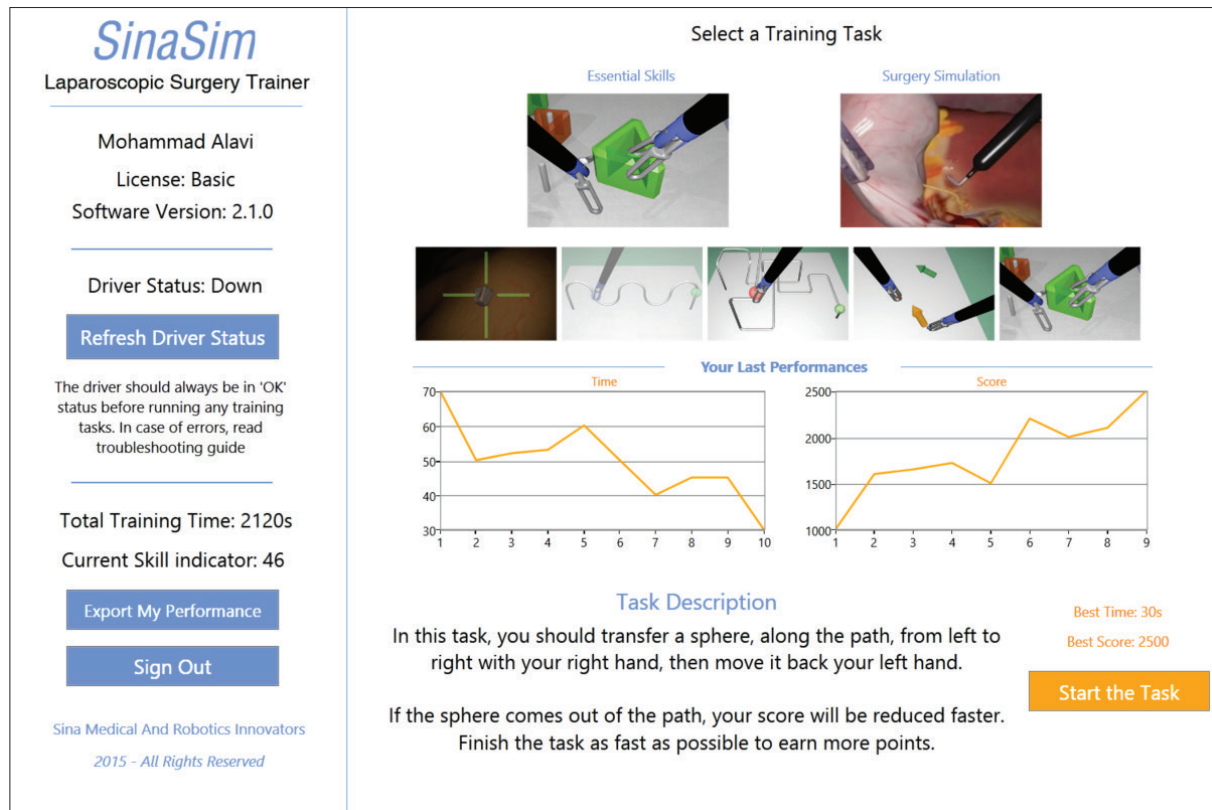 SinaSim
Laparoscopic Surgery Trainer
Mohammad Alavi
License: Basic
Software Version: 2.1.0
Driver Status: Down
Refresh Driver Status
The driver should always be in 'OK'
status before running any training
tasks. In case of errors, read
troubleshooting guide
Total Training Time: 2120s
Current Skill indicator: 46
Export My Performance
Sign Out
Sina Medical And Robotics Innovators
2015 - All Rights Reserved
Select a Training Task
Essential Skills
Surgery Simulation
Your Last Performances
Time
70
60
50
40
30
1 2 3 4 5 6 7 8 9 10
Score
2500
2000
1500
1000
1 2 3 4 5 6 7 8 9
Task Description
In this task, you should transfer a sphere, along the path, from left to
right with your right hand, then move it back your left hand.
If the sphere comes out of the path, your score will be reduced faster.
Finish the task as fast as possible to earn more points.
Best Time: 30s
Best Score: 2500
Start the Task